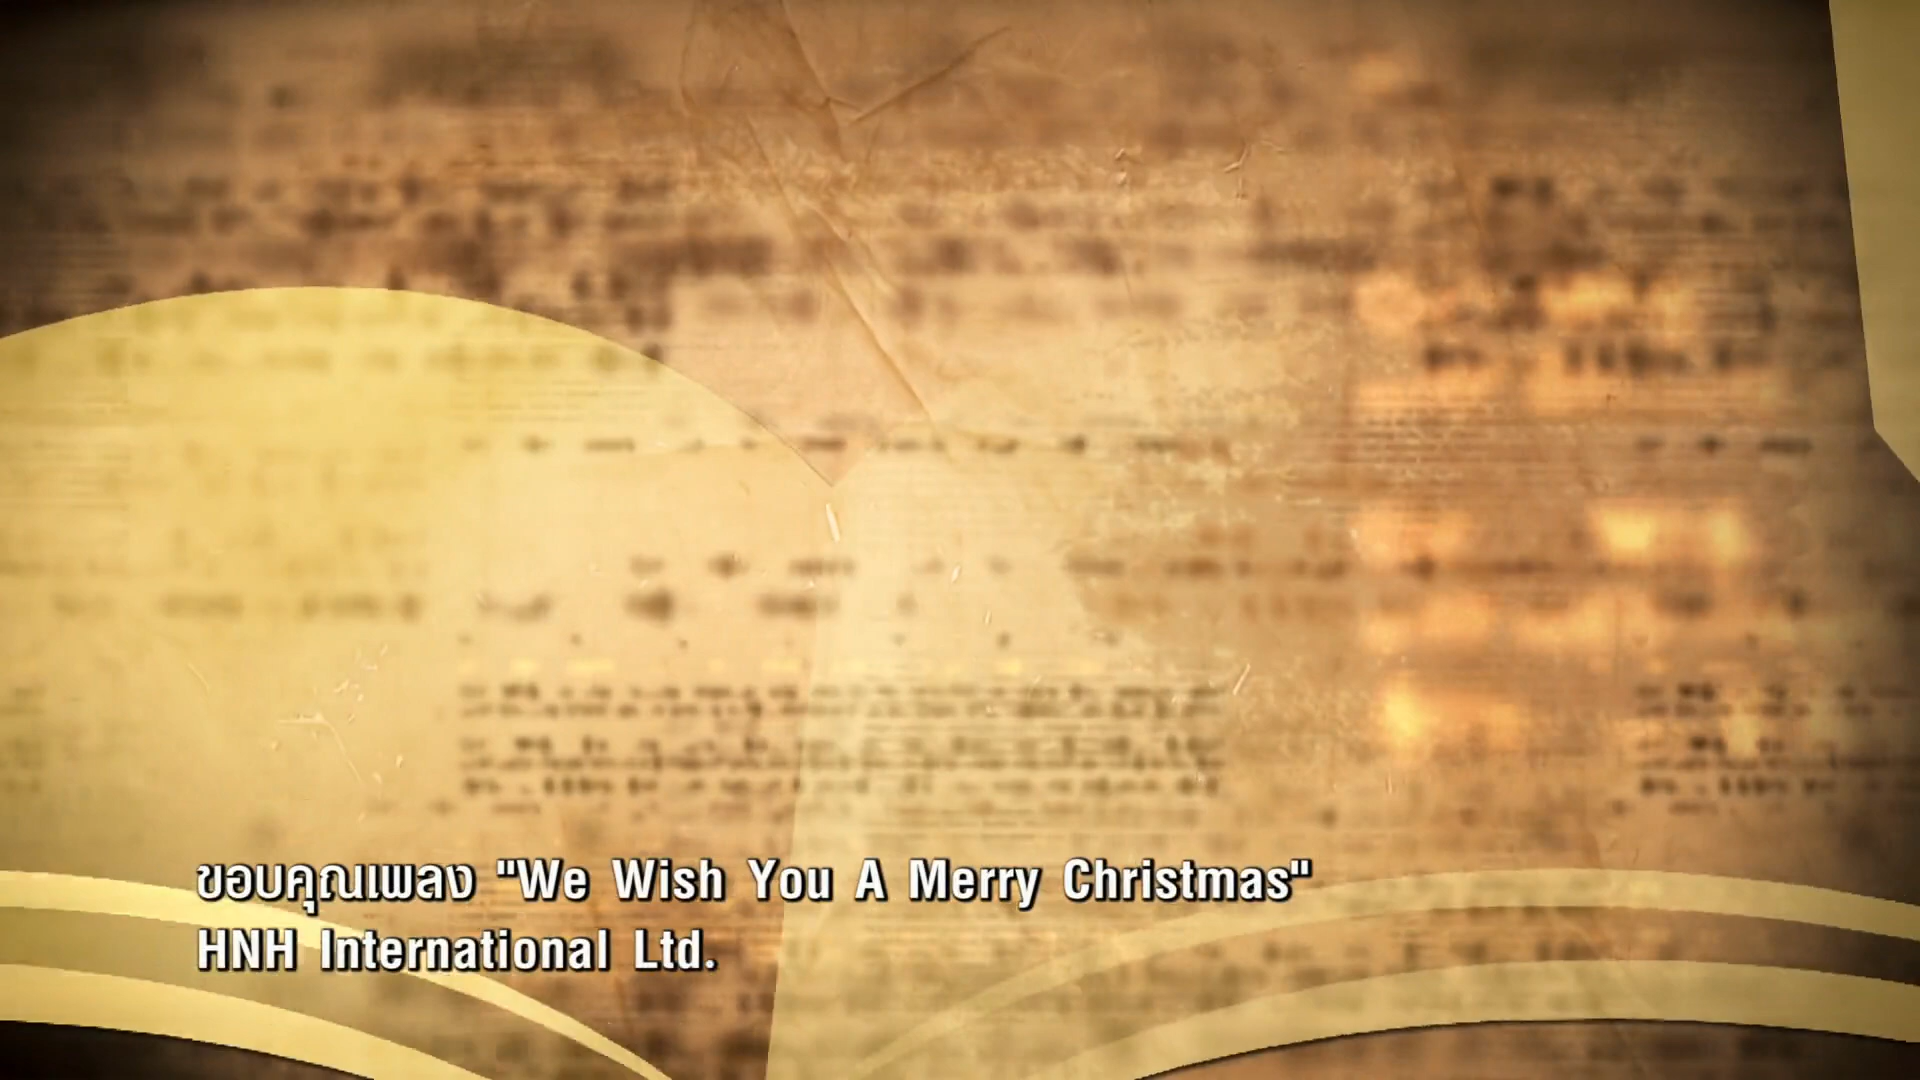 ขอบคุณเพลง "We Wish You A Merry Christmas"
HNH International Ltd.